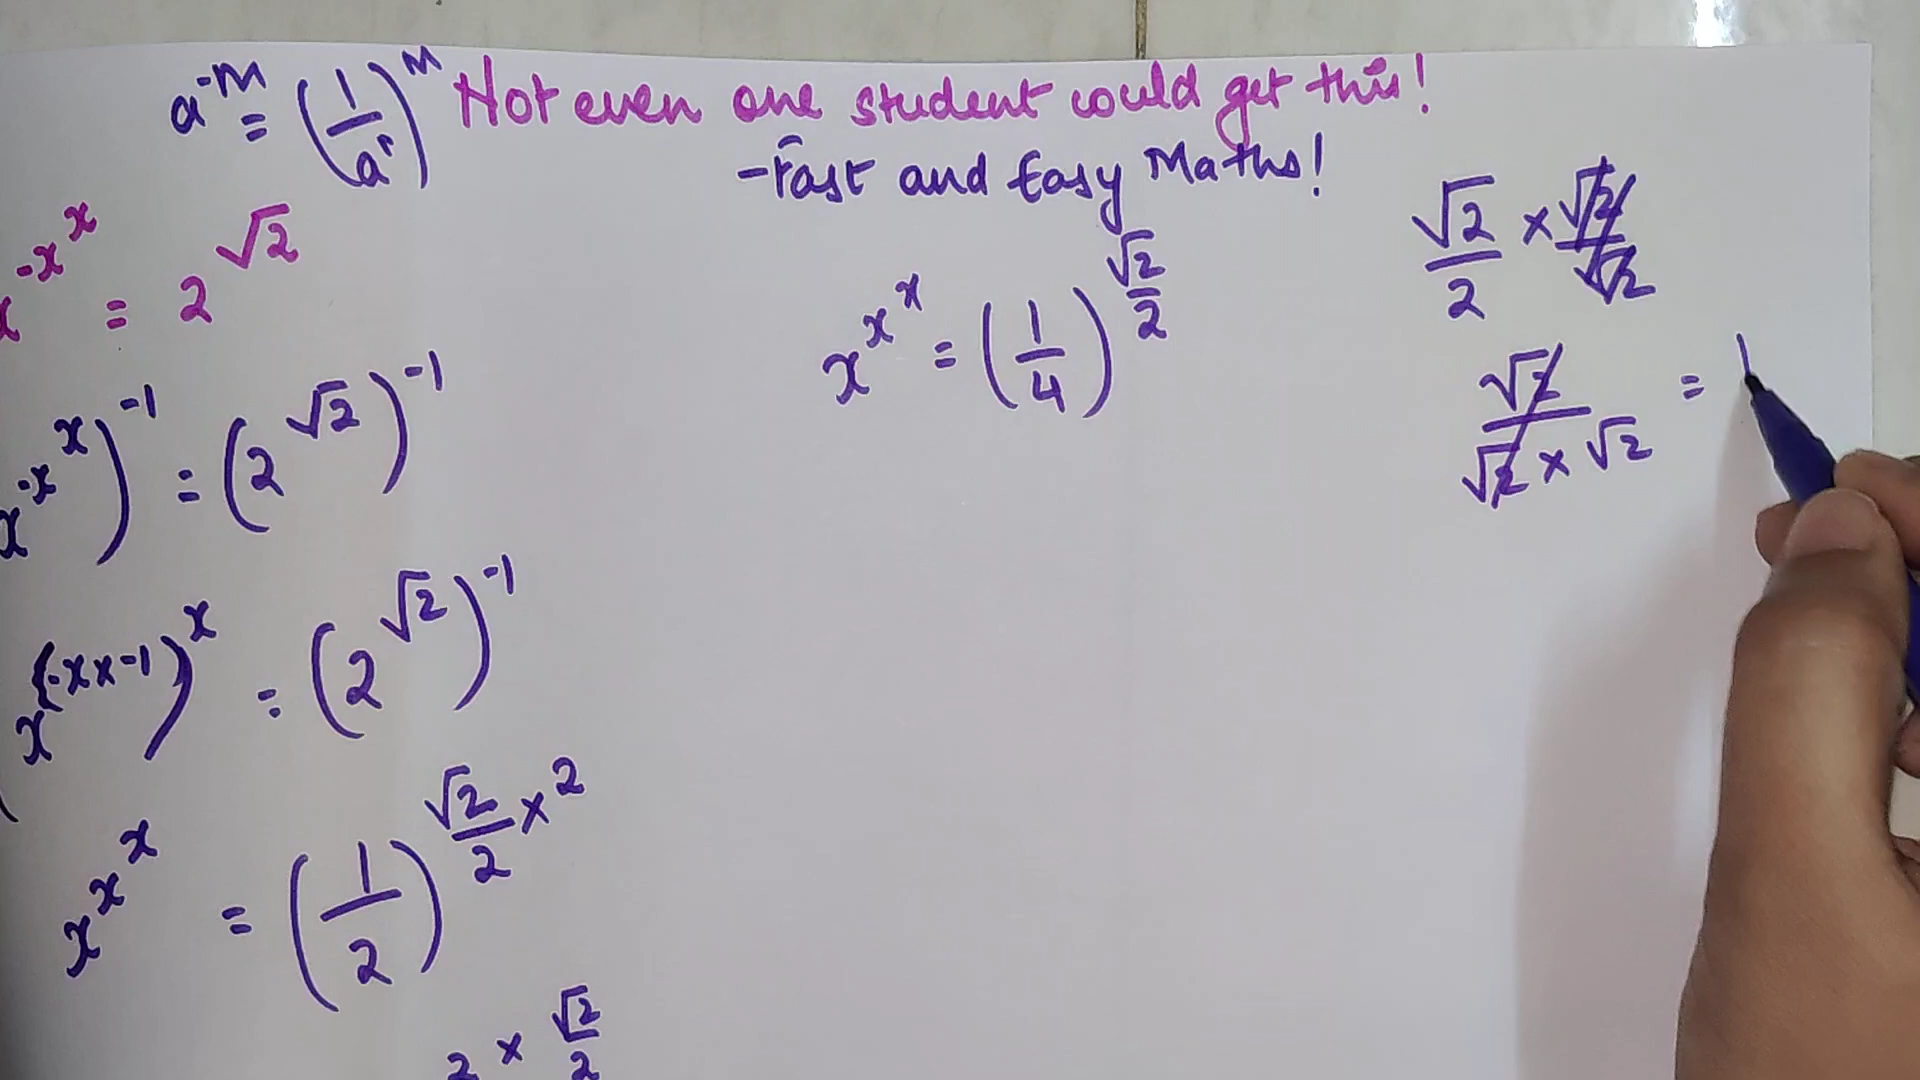 a^-M = (1/a)^M Not even one student could get this!
-Fast and Easy Maths!
x^-x^x = 2^√2
(x^-x^x)^-1 = (2^√2)^-1
x^(-x×-1)^x = (2^√2)^-1
x^x^x = (1/2)^√2/2 × 2
2 × √2/2
x^x^x = (1/4)^√2/2
√2/2 × √2/√2
√2/√2 × √2 =